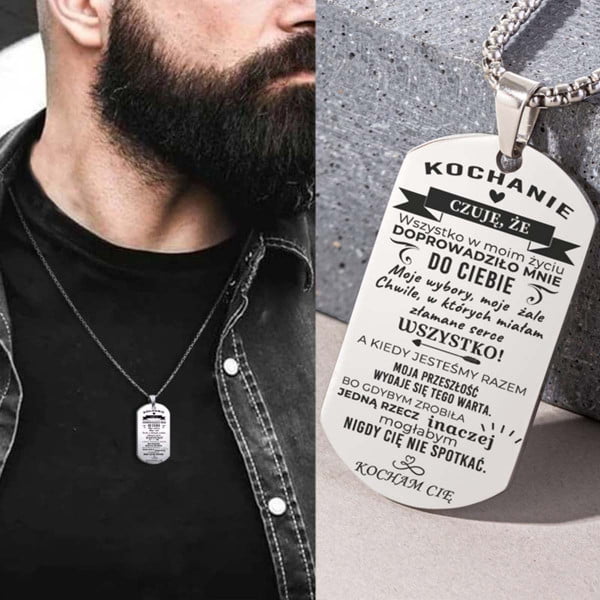 KOCHANIE
CZUJĘ, ŻE
Wszystko w moim życiu
DOPROWADZIŁO MNIE
DO CIEBIE
Moje wybory, moje żale
Chwile, w których miałam
złamane serce
WSZYSTKO!
A KIEDY JESTEŚMY RAZEM
MOJA PRZESZŁOŚĆ
WYDAJE SIĘ TEGO WARTA.
BO GDYBYM ZROBIŁA
JEDNĄ RZECZ inaczej
mogłabym
NIGDY CIĘ NIE SPOTKAĆ.
KOCHAM CIĘ